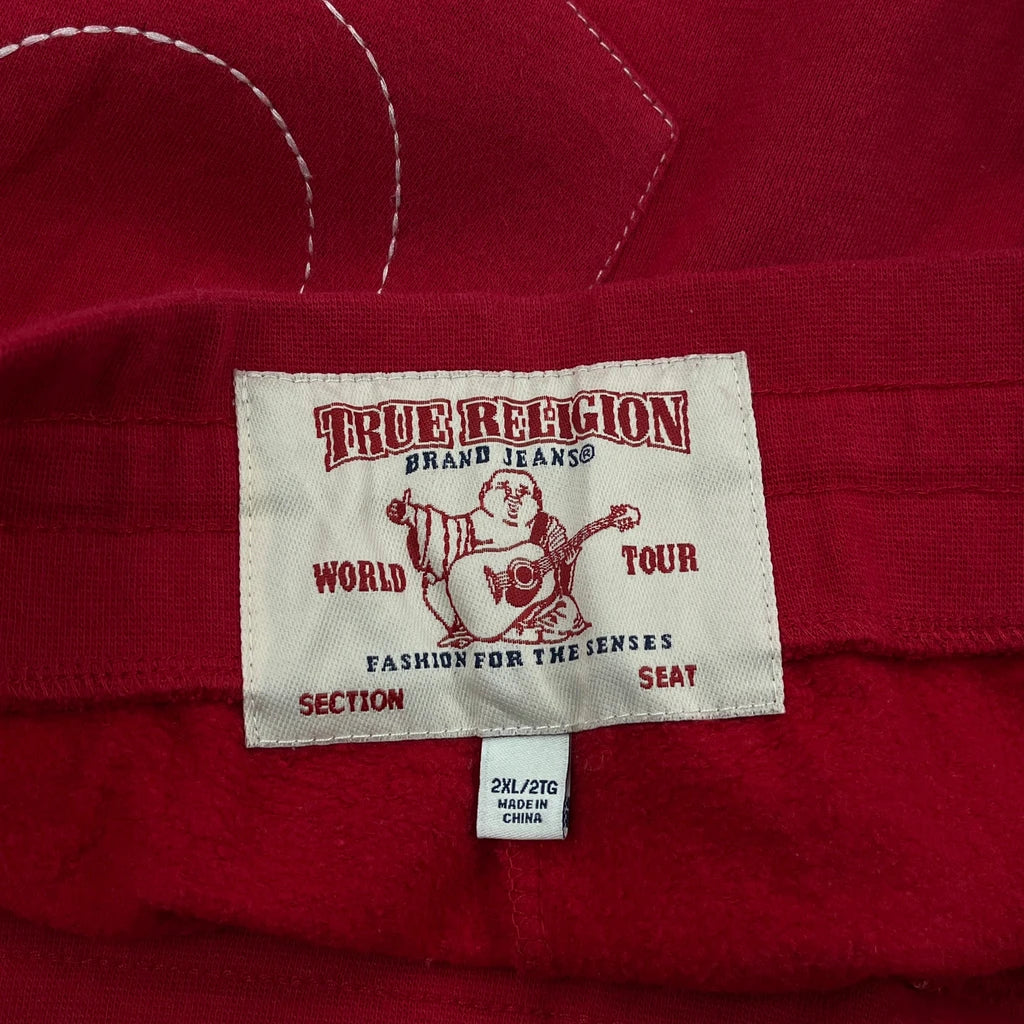 TRUE RELIGION
BRAND JEANS®
WORLD TOUR
FASHION FOR THE SENSES
SECTION SEAT
2XL/2TG
MADE IN
CHINA